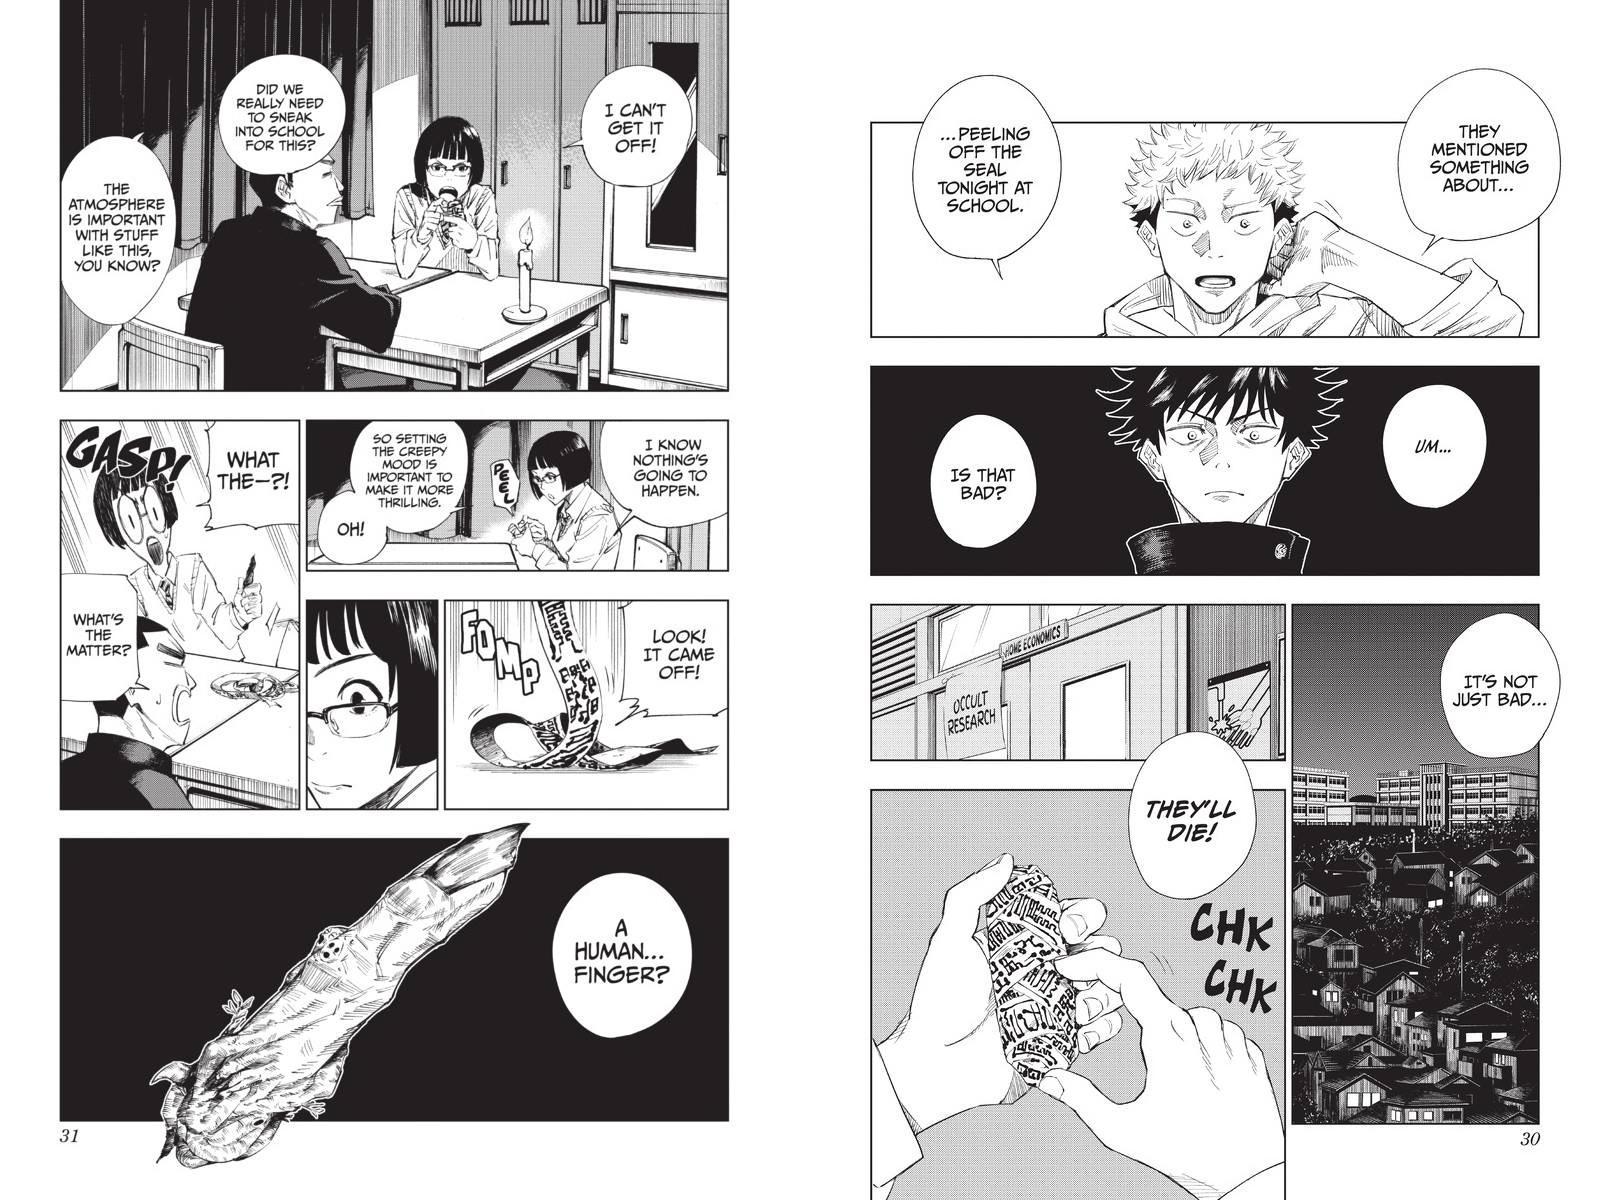 THEY
MENTIONED
SOMETHING
ABOUT...
...PEELING
OFF THE
SEAL
TONIGHT AT
SCHOOL.
UM...
IS THAT
BAD?
IT'S NOT
JUST BAD...
HOME ECONOMICS
OCCULT
RESEARCH
THEY'LL
DIE!
CHK
CHK
30
I CAN'T
GET IT
OFF!
DID WE
REALLY NEED
TO SNEAK
INTO SCHOOL
FOR THIS?
THE
ATMOSPHERE
IS IMPORTANT
WITH STUFF
LIKE THIS,
YOU KNOW?
I KNOW
NOTHING'S
GOING TO
HAPPEN.
PEEL
SO SETTING
THE CREEPY
MOOD IS
IMPORTANT TO
MAKE IT MORE
THRILLING.
OH!
LOOK!
IT CAME
OFF!
FOMP
WHAT
THE—?!
GASP!
WHAT'S
THE
MATTER?
A
HUMAN...
FINGER?
31